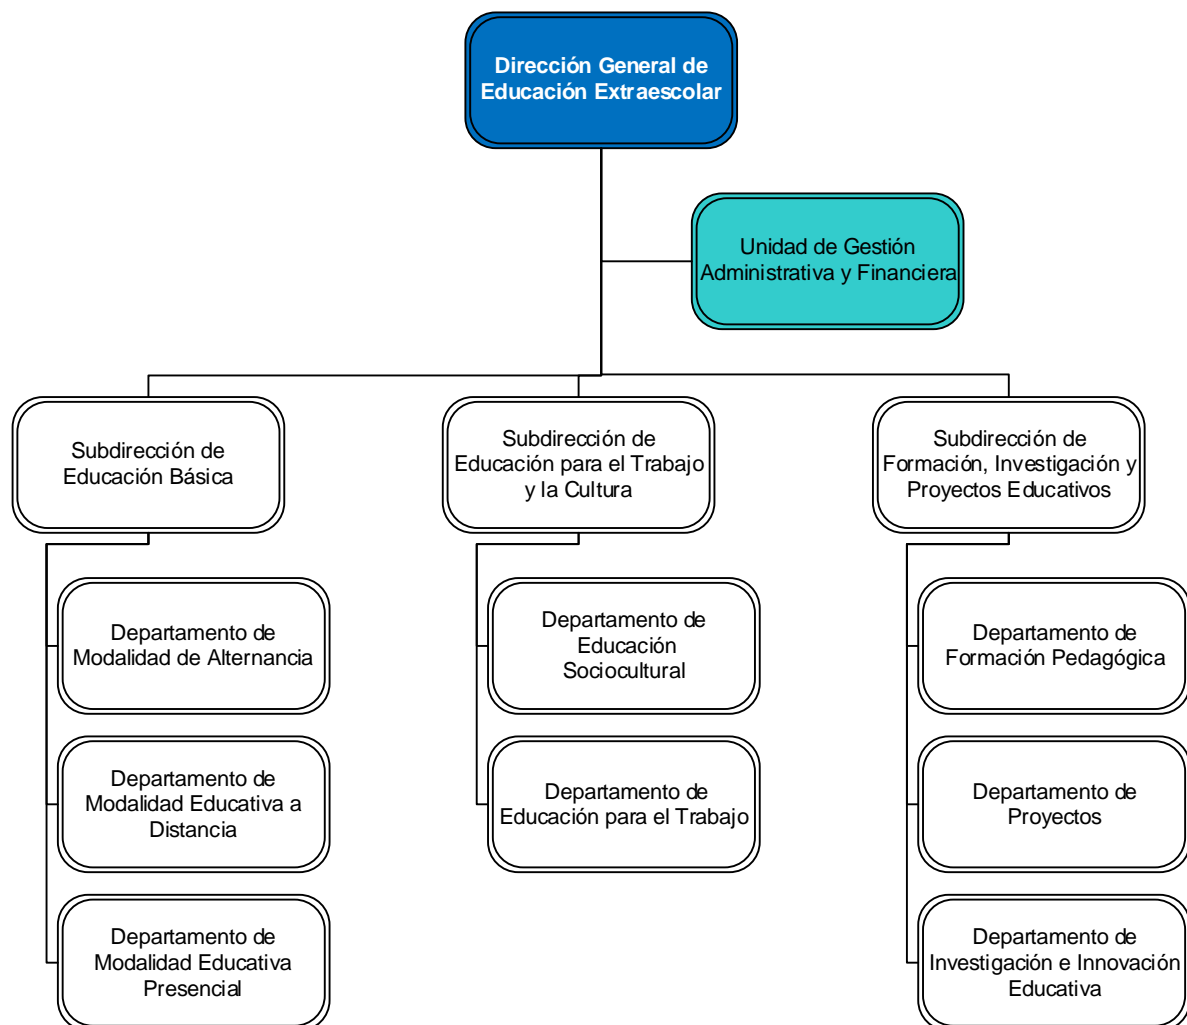 Dirección General de
Educación Extraescolar
Unidad de Gestión
Administrativa y Financiera
Subdirección de
Educación Básica
Subdirección de
Educación para el Trabajo
y la Cultura
Subdirección de
Formación, Investigación y
Proyectos Educativos
Departamento de
Modalidad de Alternancia
Departamento de
Educación
Sociocultural
Departamento de
Formación Pedagógica
Departamento de
Modalidad Educativa a
Distancia
Departamento de
Educación para el Trabajo
Departamento de
Proyectos
Departamento de
Modalidad Educativa
Presencial
Departamento de
Investigación e Innovación
Educativa